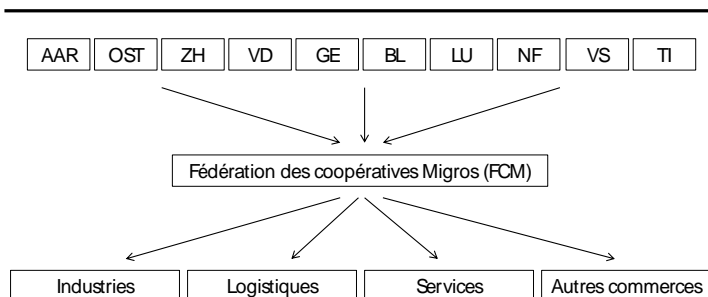 AAR OST ZH VD GE BL LU NF VS TI
Fédération des coopératives Migros (FCM)
Industries Logistiques Services Autres commerces